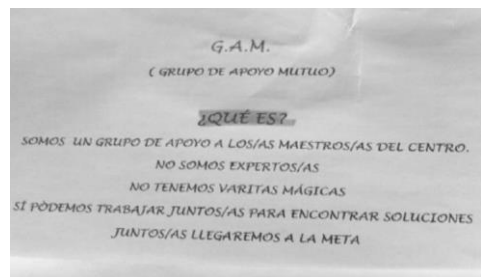 G.A.M.
( GRUPO DE APOYO MUTUO)
¿QUÉ ES?
SOMOS UN GRUPO DE APOYO A LOS/AS MAESTROS/AS DEL CENTRO.
NO SOMOS EXPERTOS/AS
NO TENEMOS VARITAS MÁGICAS
SÍ PÒDEMOS TRABAJAR JUNTOS/AS PARA ENCONTRAR SOLUCIONES
JUNTOS/AS LLEGAREMOS A LA META